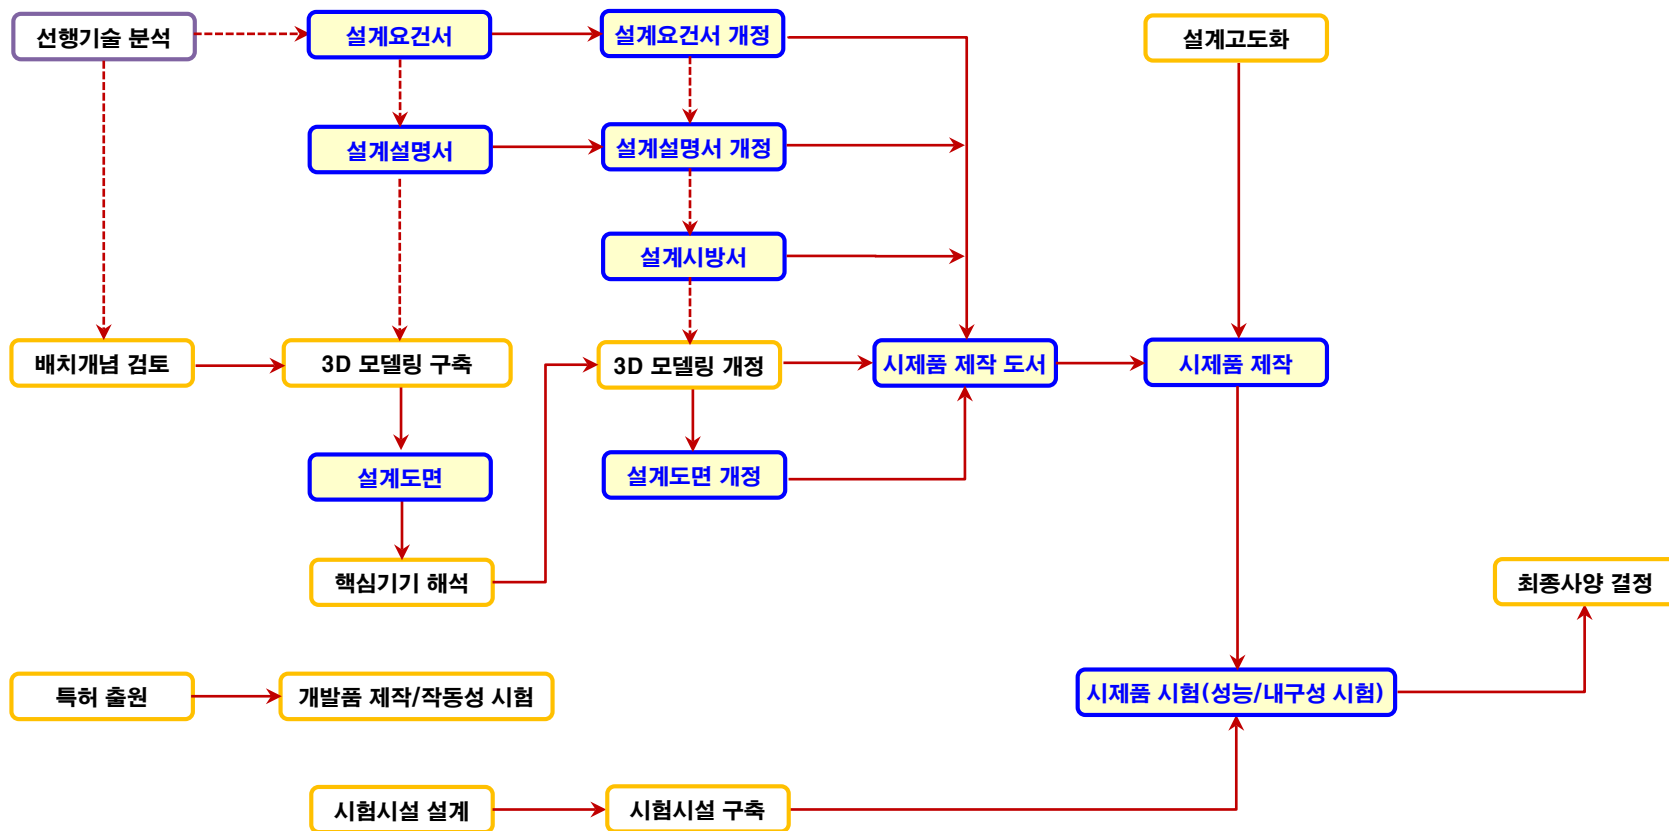 선행기술 분석
설계요건서
설계요건서 개정
설계고도화
설계설명서
설계설명서 개정
설계시방서
배치개념 검토
3D 모델링 구축
3D 모델링 개정
시제품 제작 도서
시제품 제작
설계도면
설계도면 개정
핵심기기 해석
최종사양 결정
특허 출원
개발품 제작/작동성 시험
시제품 시험(성능/내구성 시험)
시험시설 설계
시험시설 구축